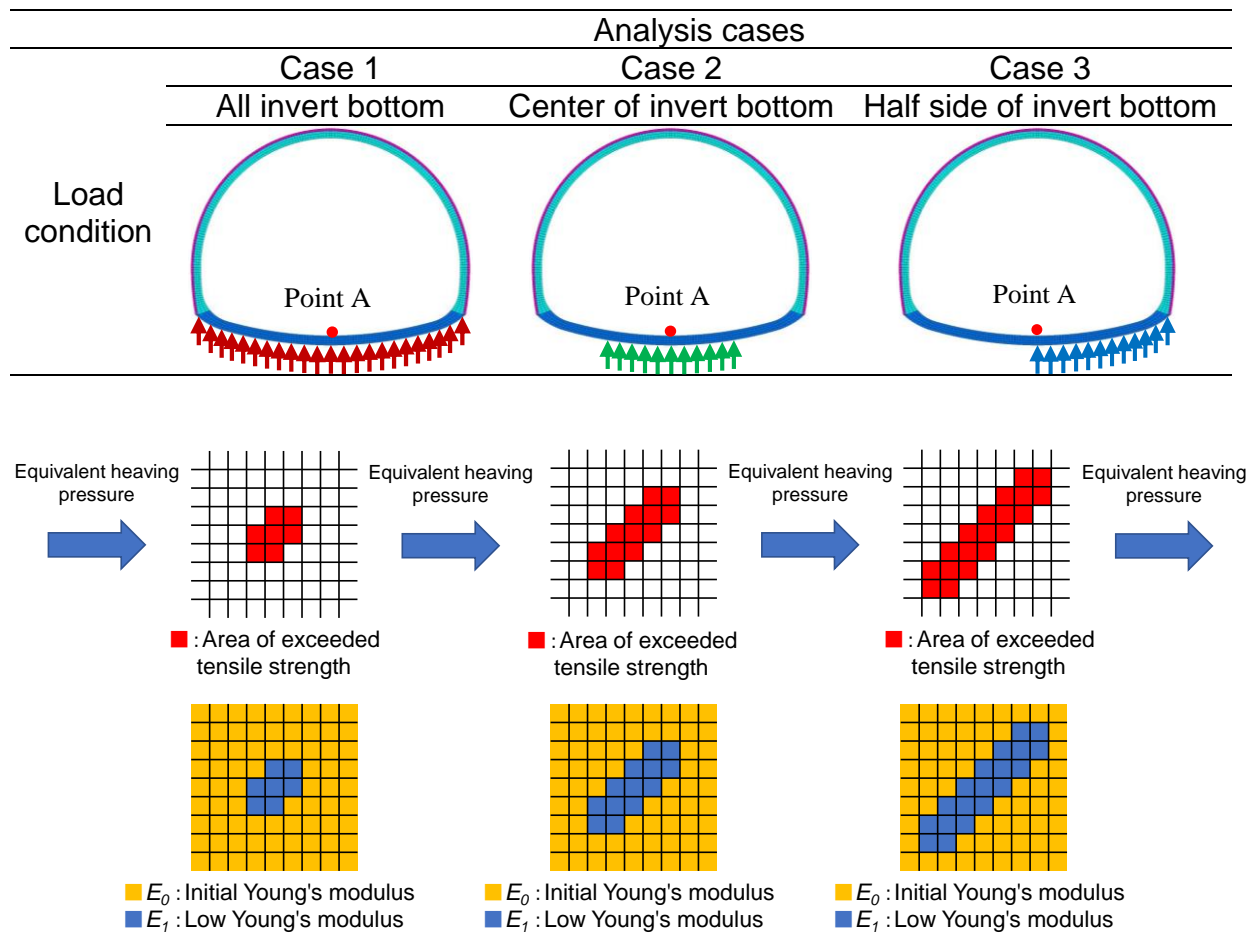 Analysis cases
Case 1 Case 2 Case 3
All invert bottom Center of invert bottom Half side of invert bottom
Load
condition
Point A Point A Point A
Equivalent heaving
pressure
Equivalent heaving
pressure
Equivalent heaving
pressure
Equivalent heaving
pressure
: Area of exceeded
tensile strength
: Area of exceeded
tensile strength
: Area of exceeded
tensile strength
E0 : Initial Young's modulus
E1 : Low Young's modulus
E0 : Initial Young's modulus
E1 : Low Young's modulus
E0 : Initial Young's modulus
E1 : Low Young's modulus